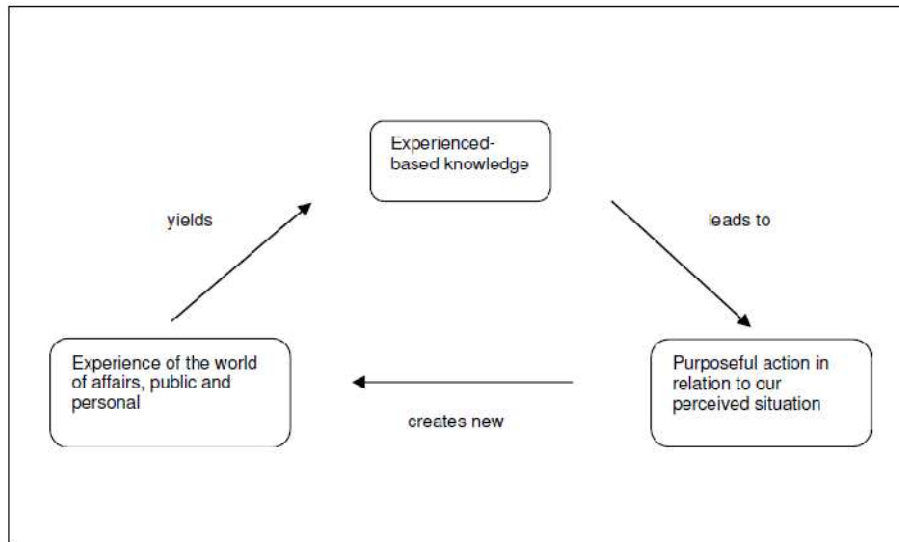 Experienced-
based knowledge
yields
leads to
Experience of the world
of affairs, public and
personal
Purposeful action in
relation to our
perceived situation
creates new